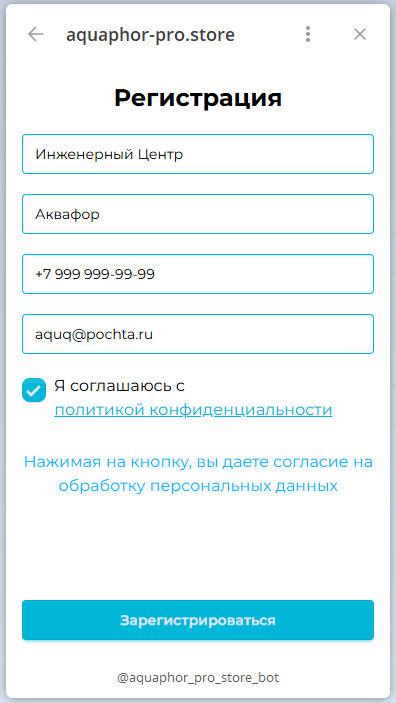 aquaphor-pro.store
Регистрация
Инженерный Центр
Аквафор
+7 999 999-99-99
aquq@pochta.ru
Я соглашаюсь с
политикой конфиденциальности
Нажимая на кнопку, вы даете согласие на
обработку персональных данных
Зарегистрироваться
@aquaphor_pro_store_bot